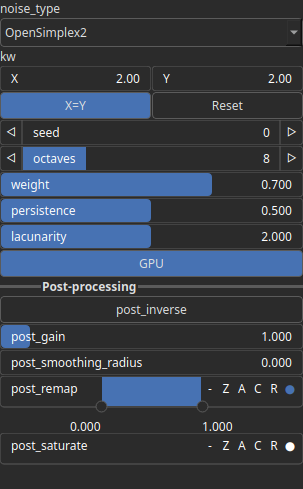 noise_type
OpenSimplex2
kw
X 2.00 Y 2.00
X=Y Reset
seed 0
octaves 8
weight 0.700
persistence 0.500
lacunarity 2.000
GPU
Post-processing
post_inverse
post_gain 1.000
post_smoothing_radius 0.000
post_remap - Z A C R
0.000 1.000
post_saturate - Z A C R